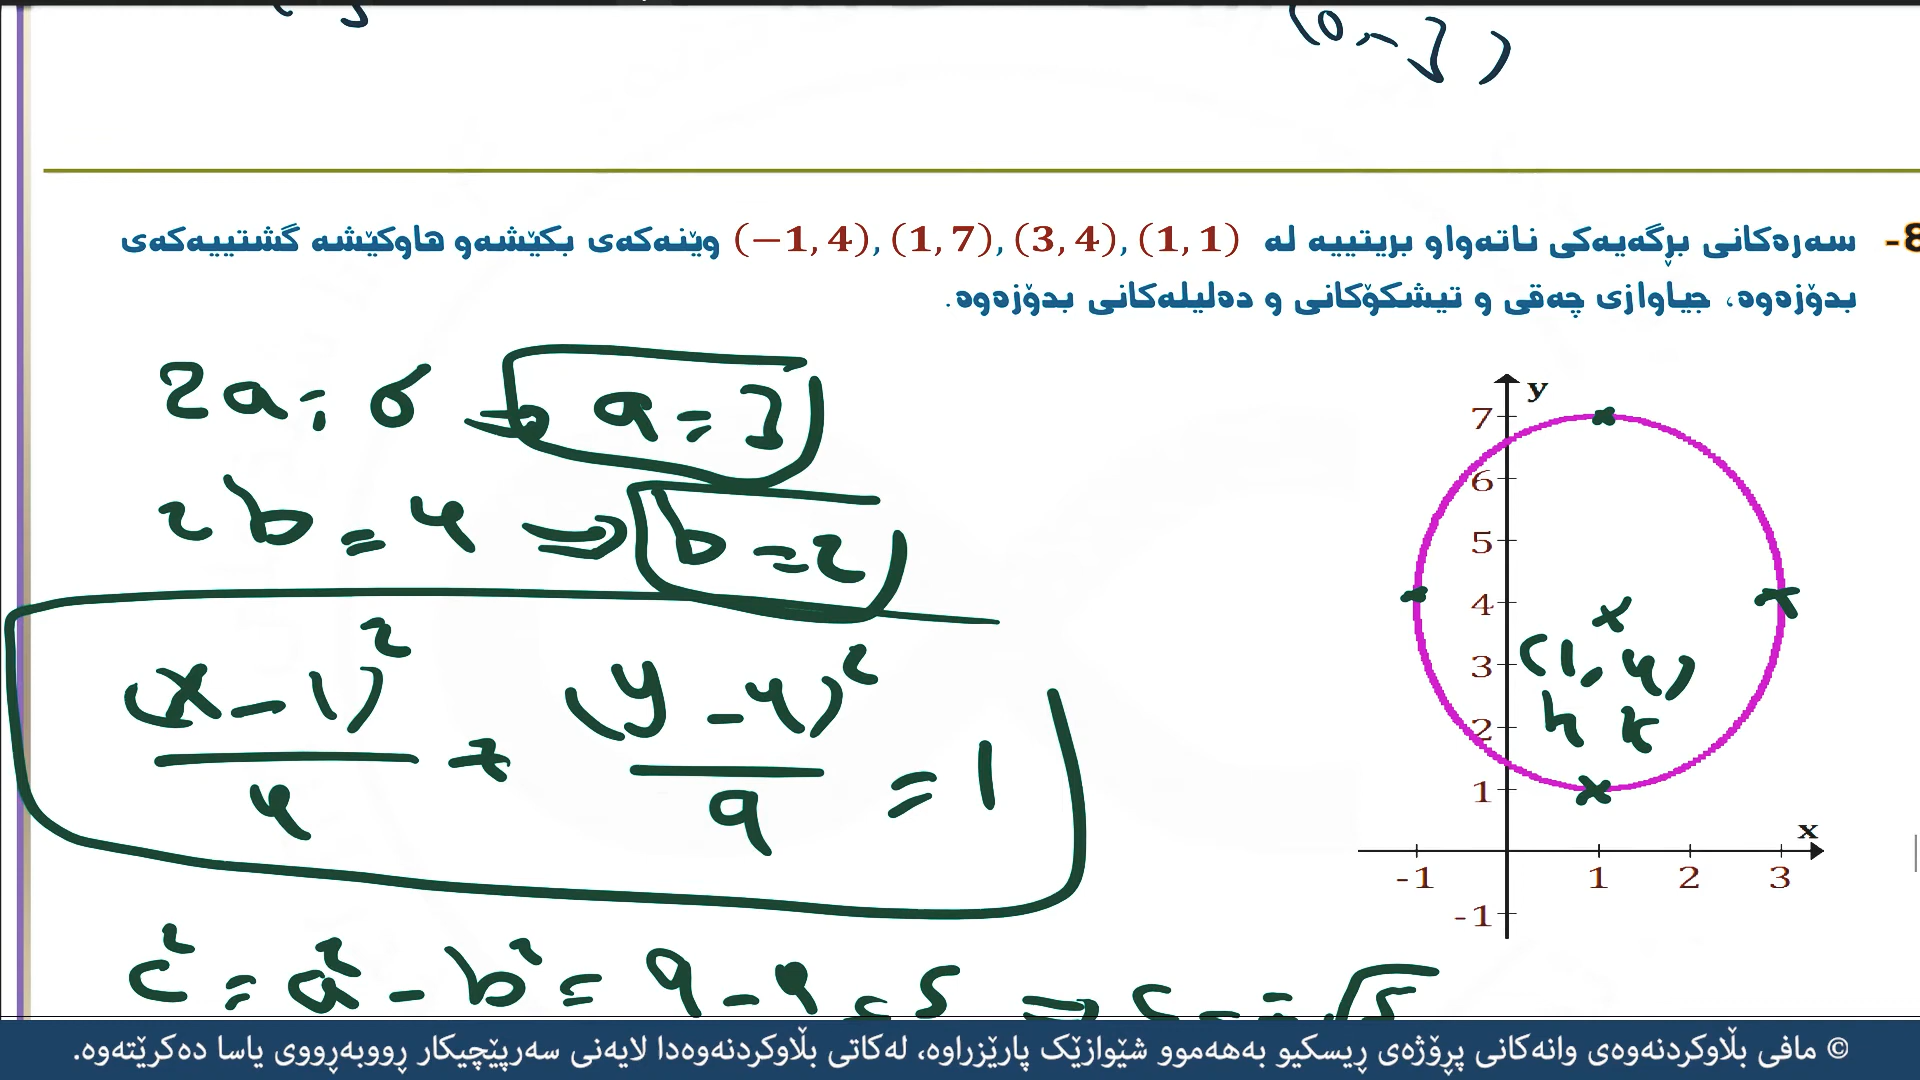 (0, -3)
8- سەرەکانی بڕگەیەکی ناتەواو بریتییە لە (1, 1) ,(3, 4) ,(1, 7) ,(−1, 4) وێنەکەی بکێشەو هاوکێشە گشتییەکەی
بدۆزەوە، جیاوازی چەقی و تیشکۆکانی و دەلیلەکانی بدۆزەوە.
2a = 6 → a = 3
2b = 4 ⇒ b = 2
(x − 1)² / 4 + (y − 4)² / 9 = 1
c² = a² − b² = 9 − 4 = 5 ⇒ c = √5
y
7
6
5
4
3
2
1
-1
x
-1 1 2 3
x
(1, 4)
h k
© مافی بڵاوکردنەوەی وانەکانی پڕۆژەی ڕیسکیو بەهەموو شێوازێک پارێزراوە، لەکاتی بڵاوکردنەوەدا لایەنی سەرپێچیکار ڕووبەڕووی یاسا دەکرێتەوە.